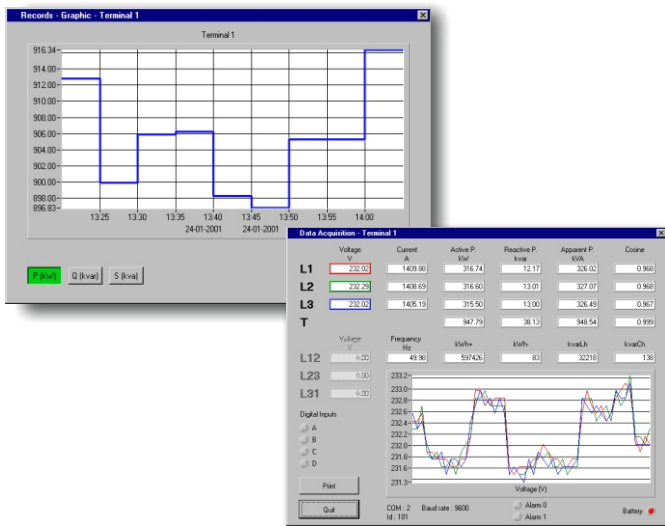 Records - Graphic - Terminal 1
Terminal 1
916.34
914.00
912.00
910.00
908.00
906.00
904.00
902.00
900.00
898.00
896.83
13:25 13:30 13:35 13:40 13:45 13:50 13:55 14:00
24-01-2001 24-01-2001
P (kW) Q (kvar) S (kva)
Data Acquisition - Terminal 1
Voltage Current Active P. Reactive P. Apparent P. Cosine
V A kW kvar kVA
L1 232.02 1409.88 316.74 12.17 326.02 0.968
L2 232.29 1408.69 316.60 13.01 327.07 0.968
L3 232.02 1405.19 315.50 13.00 326.49 0.967
T 947.79 38.13 948.54 0.999
Voltage Frequency kWh+ kWh- kvarLh kvarCh
V Hz
L12 0.00 49.98 597426 83 32218 138
L23 0.00
L31 0.00
Digital Inputs
A
B
C
D
Print
Quit
233.2
233.0
232.8
232.6
232.4
232.2
232.0
231.8
231.6
231.3
Voltage (V)
COM : 2 Baud rate : 9600 Alarm 0
Id : 101 Alarm 1 Battery